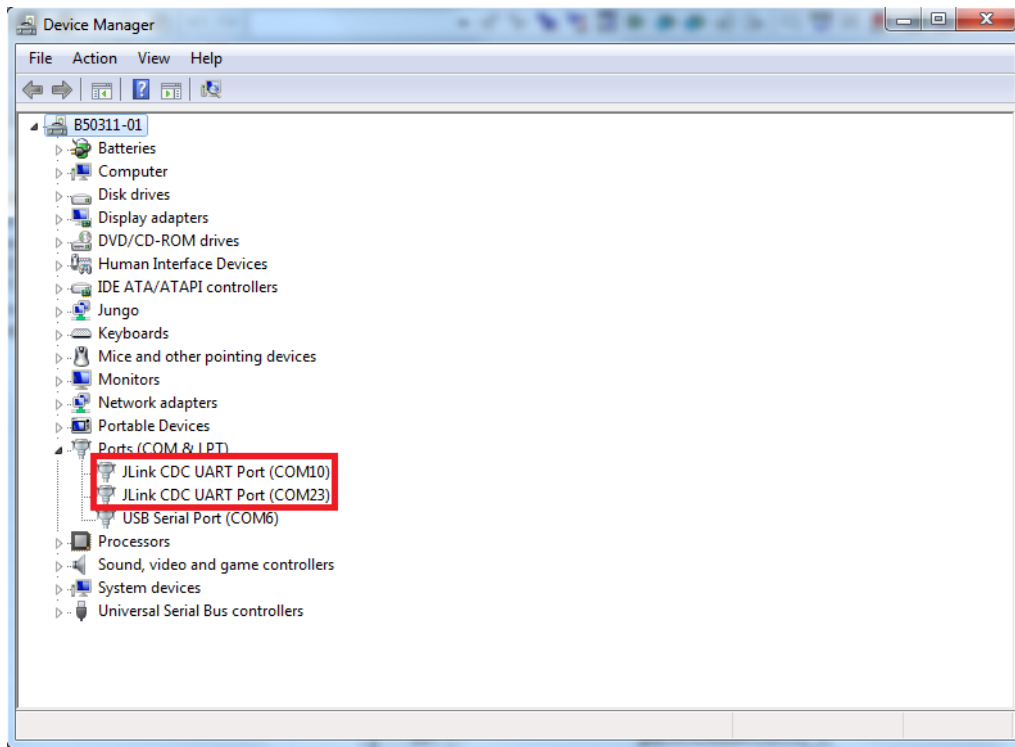 Device Manager
File Action View Help
B50311-01
Batteries
Computer
Disk drives
Display adapters
DVD/CD-ROM drives
Human Interface Devices
IDE ATA/ATAPI controllers
Jungo
Keyboards
Mice and other pointing devices
Monitors
Network adapters
Portable Devices
Ports (COM & LPT)
JLink CDC UART Port (COM10)
JLink CDC UART Port (COM23)
USB Serial Port (COM6)
Processors
Sound, video and game controllers
System devices
Universal Serial Bus controllers